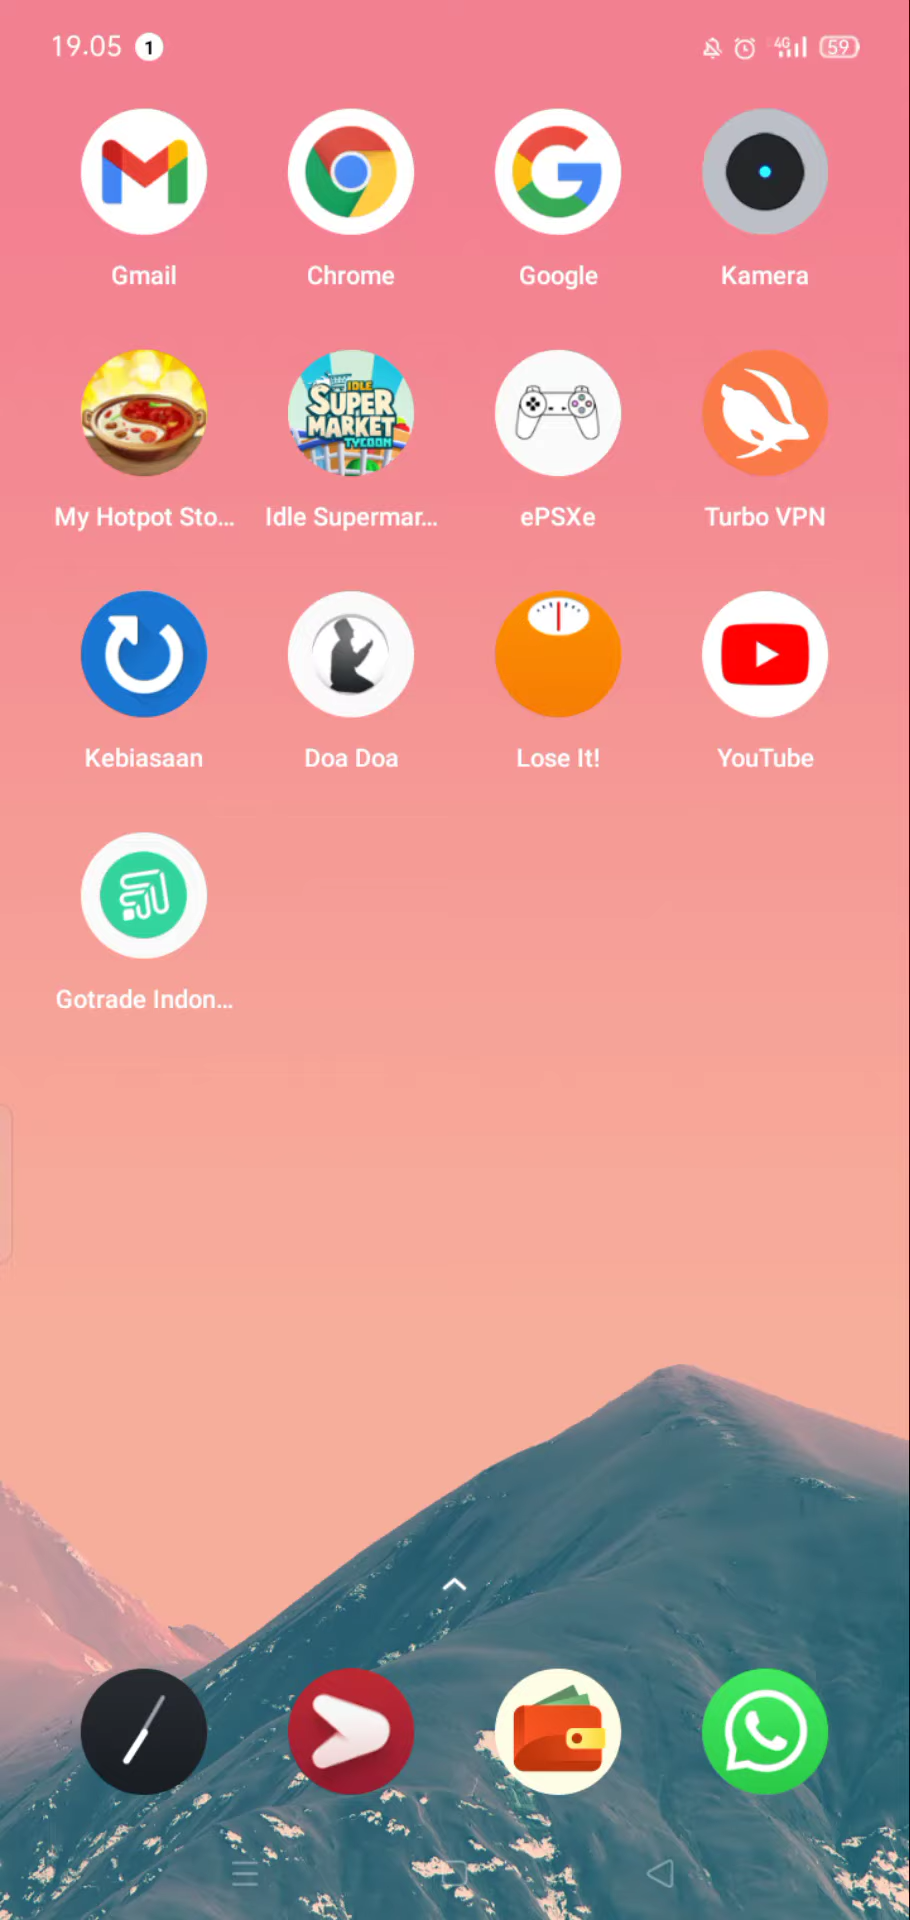 19.05 1 4G 59
Gmail Chrome Google Kamera
IDLE
SUPER
MARKET
TYCOON
My Hotpot Sto... Idle Supermar... ePSXe Turbo VPN
Kebiasaan Doa Doa Lose It! YouTube
Gotrade Indon...